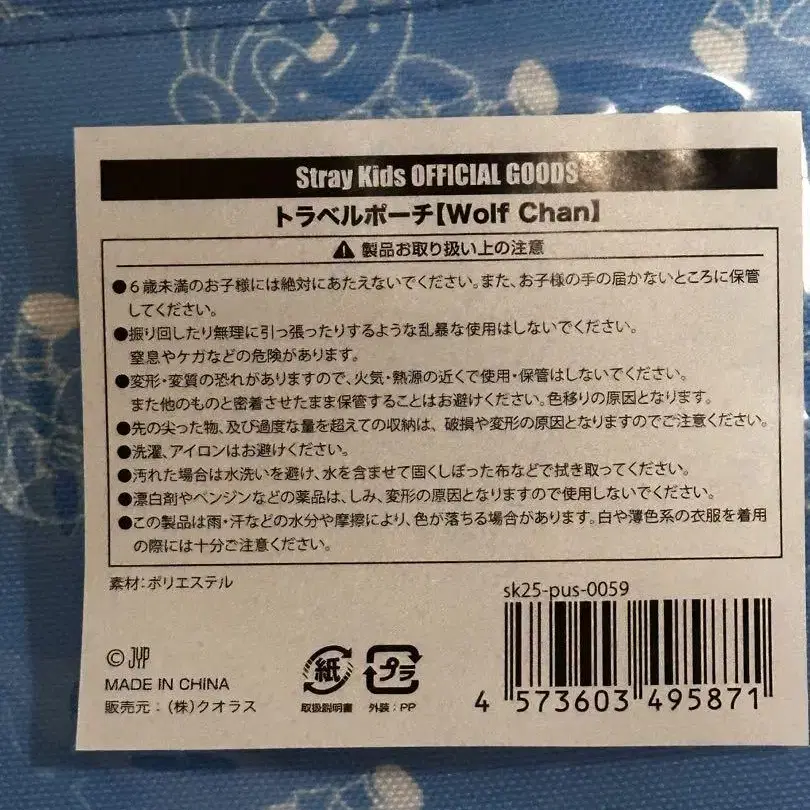 Stray Kids OFFICIAL GOODS
トラベルポーチ【Wolf Chan】
製品お取り扱い上の注意
●6歳未満のお子様には絶対にあたえないでください。また、お子様の手の届かないところに保管
してください。
●振り回したり無理に引っ張ったりするような乱暴な使用はしないでください。
窒息やケガなどの危険があります。
●変形・変質の恐れがありますので、火気・熱源の近くで使用・保管はしないでください。
また他のものと密着させたまま保管することはお避けください。色移りの原因となります。
●先の尖った物、及び過度な量を超えての収納は、破損や変形の原因となりますのでご注意ください。
●洗濯、アイロンはお避けください。
●汚れた場合は水洗いを避け、水を含ませて固くしぼった布などで拭き取ってください。
●漂白剤やベンジンなどの薬品は、しみ、変形の原因となりますので使用しないでください。
●この製品は雨・汗などの水分や摩擦により、色が落ちる場合があります。白や薄色系の衣服を着用
の際には十分ご注意ください。
素材:ポリエステル
sk25-pus-0059
© JYP
MADE IN CHINA
販売元:(株)クオラス
紙
取扱説明書
プラ
外装:PP
4 573603 495871